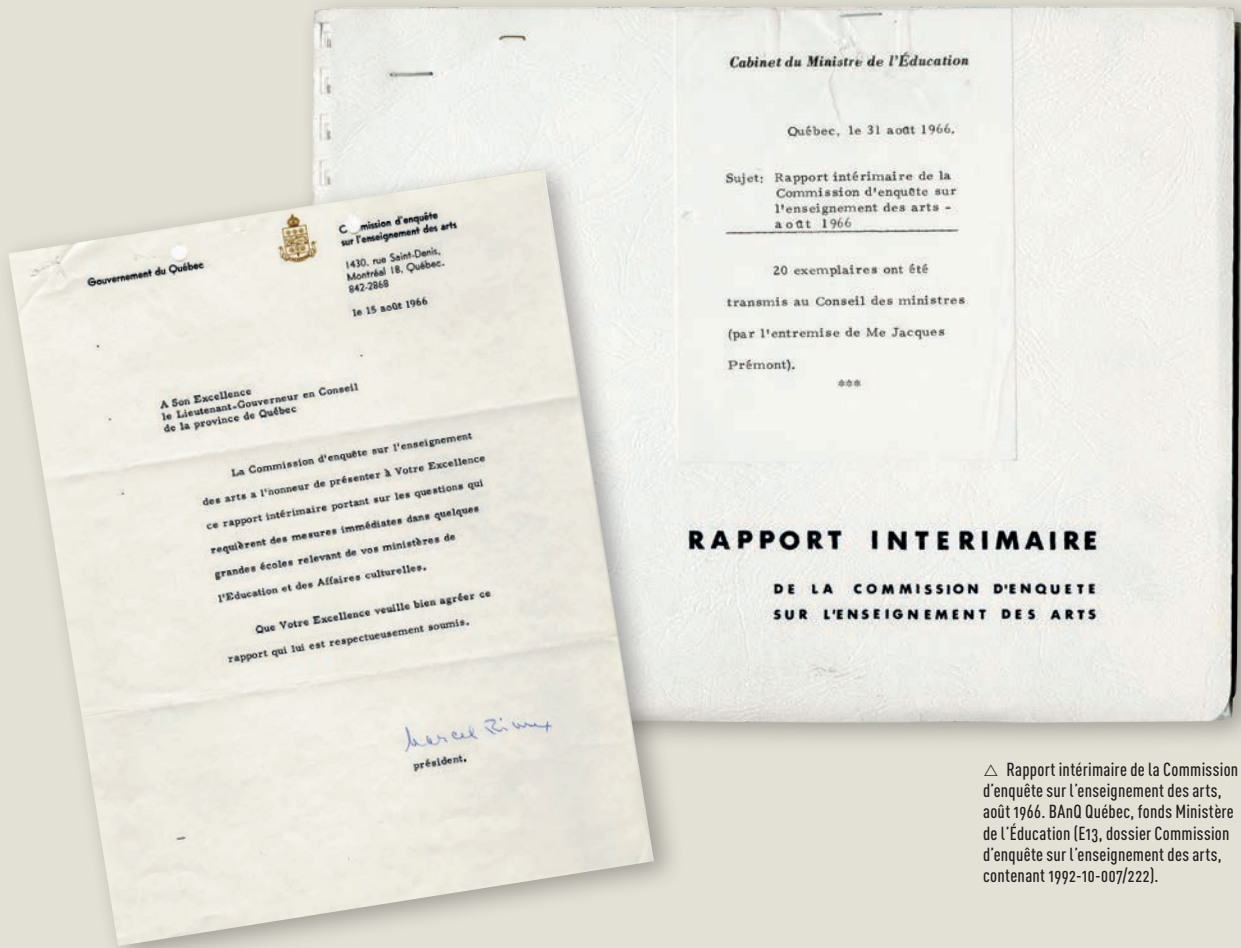 Gouvernement du Québec
C mission d'enquête
sur l'enseignement des arts
1430, rue Saint-Denis,
Montréal 18, Québec.
842-2868
le 15 août 1966
A Son Excellence
le Lieutenant-Gouverneur en Conseil
de la province de Québec
La Commission d'enquête sur l'enseignement
des arts a l'honneur de présenter à Votre Excellence
ce rapport intérimaire portant sur les questions qui
requièrent des mesures immédiates dans quelques
grandes écoles relevant de vos ministères de
l'Education et des Affaires culturelles.
Que Votre Excellence veuille bien agréer ce
rapport qui lui est respectueusement soumis.
Marcel Rioux
président.
Cabinet du Ministre de l'Éducation
Québec, le 31 août 1966.
Sujet: Rapport intérimaire de la
Commission d'enquête sur
l'enseignement des arts -
août 1966
20 exemplaires ont été
transmis au Conseil des ministres
(par l'entremise de Me Jacques
Prémont).
***
RAPPORT INTERIMAIRE
DE LA COMMISSION D'ENQUETE
SUR L'ENSEIGNEMENT DES ARTS
△ Rapport intérimaire de la Commission
d'enquête sur l'enseignement des arts,
août 1966. BAnQ Québec, fonds Ministère
de l'Éducation (E13, dossier Commission
d'enquête sur l'enseignement des arts,
contenant 1992-10-007/222).